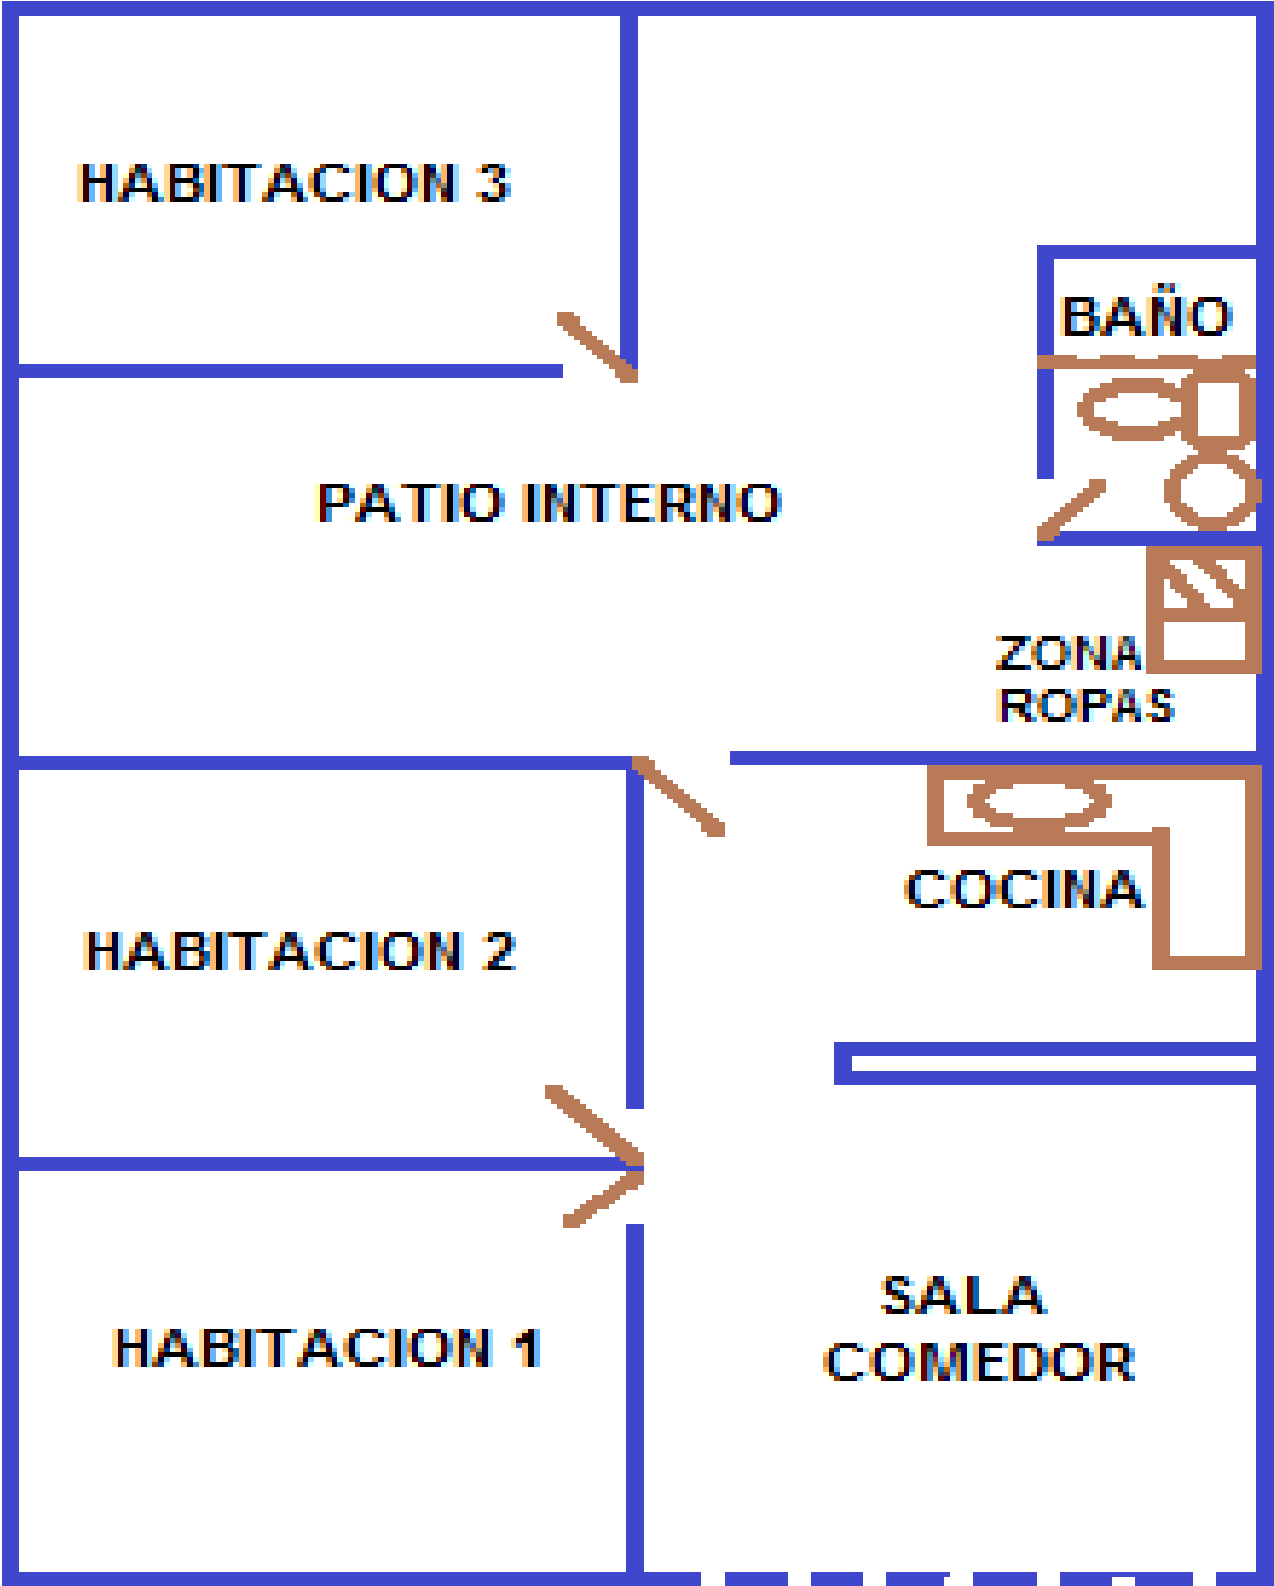 HABITACION 3
BAÑO
PATIO INTERNO
ZONA
ROPAS
COCINA
HABITACION 2
SALA
COMEDOR
HABITACION 1